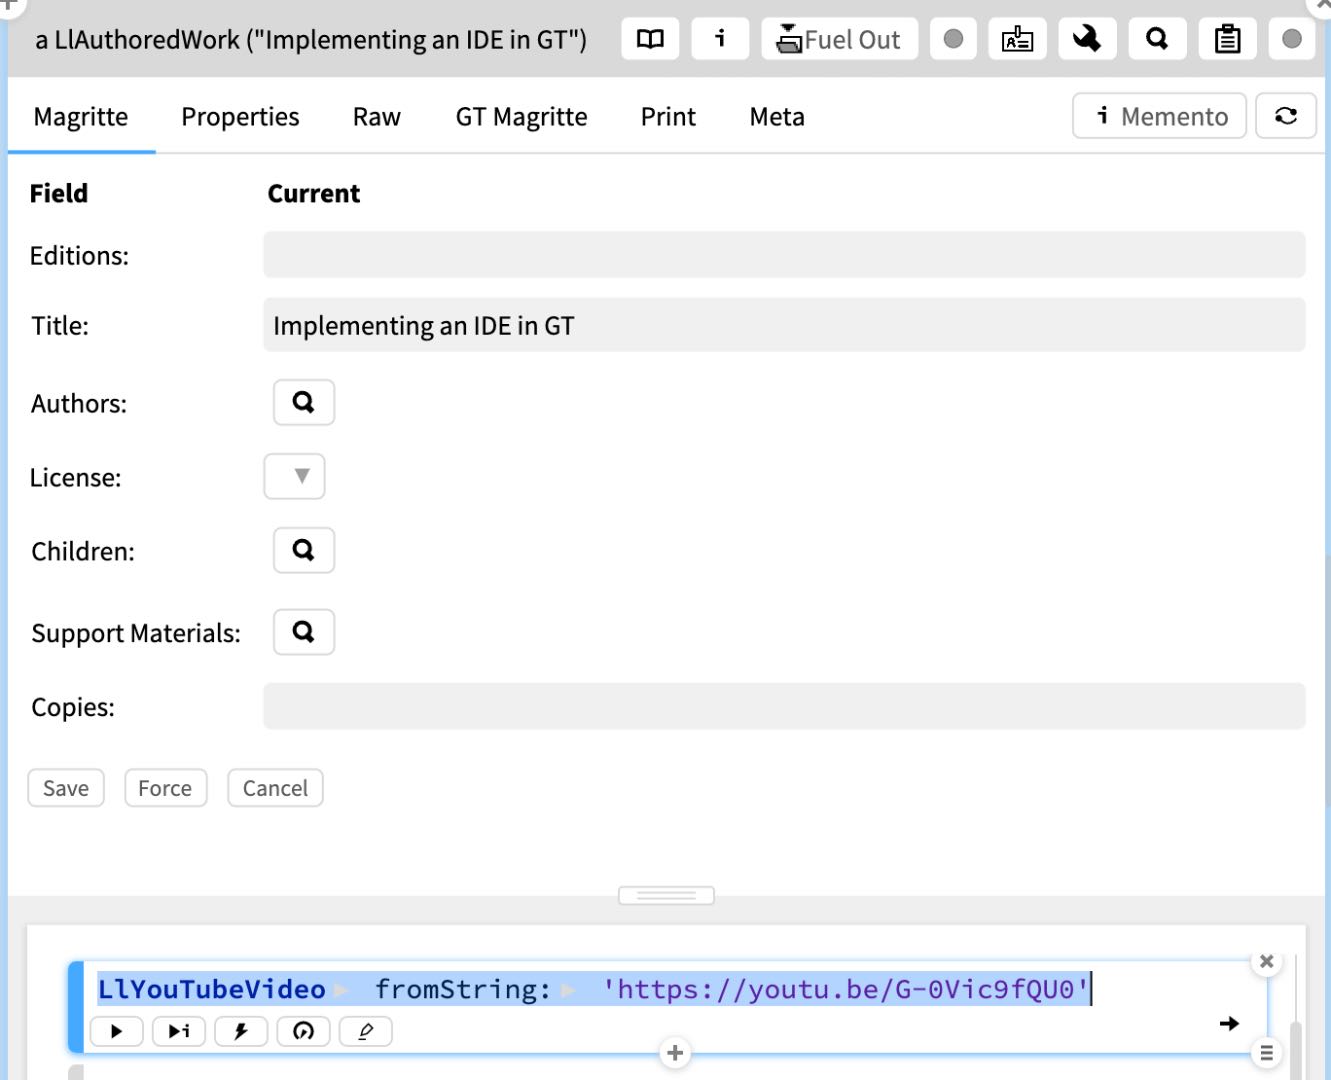 a LlAuthoredWork ("Implementing an IDE in GT") i Fuel Out
Magritte Properties Raw GT Magritte Print Meta i Memento
Field Current
Editions:
Title: Implementing an IDE in GT
Authors:
License:
Children:
Support Materials:
Copies:
Save Force Cancel
LlYouTubeVideo fromString: 'https://youtu.be/G-0Vic9fQU0'
i